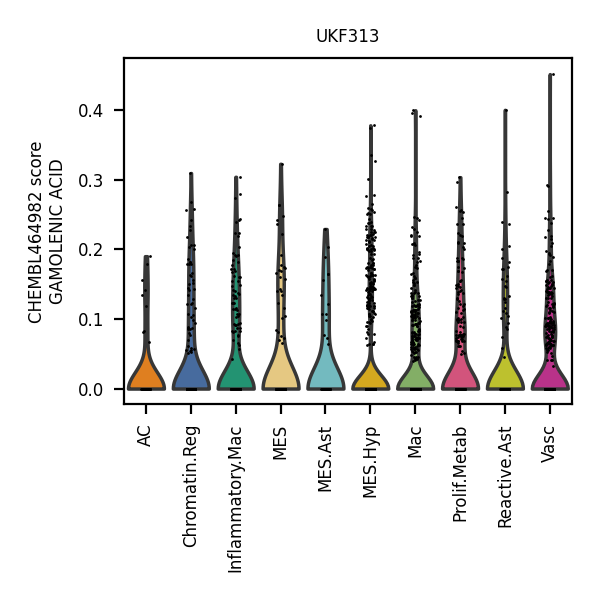 UKF313
CHEMBL464982 score
GAMOLENIC ACID
0.4
0.3
0.2
0.1
0.0
AC
Chromatin.Reg
Inflammatory.Mac
MES
MES.Ast
MES.Hyp
Mac
Prolif.Metab
Reactive.Ast
Vasc